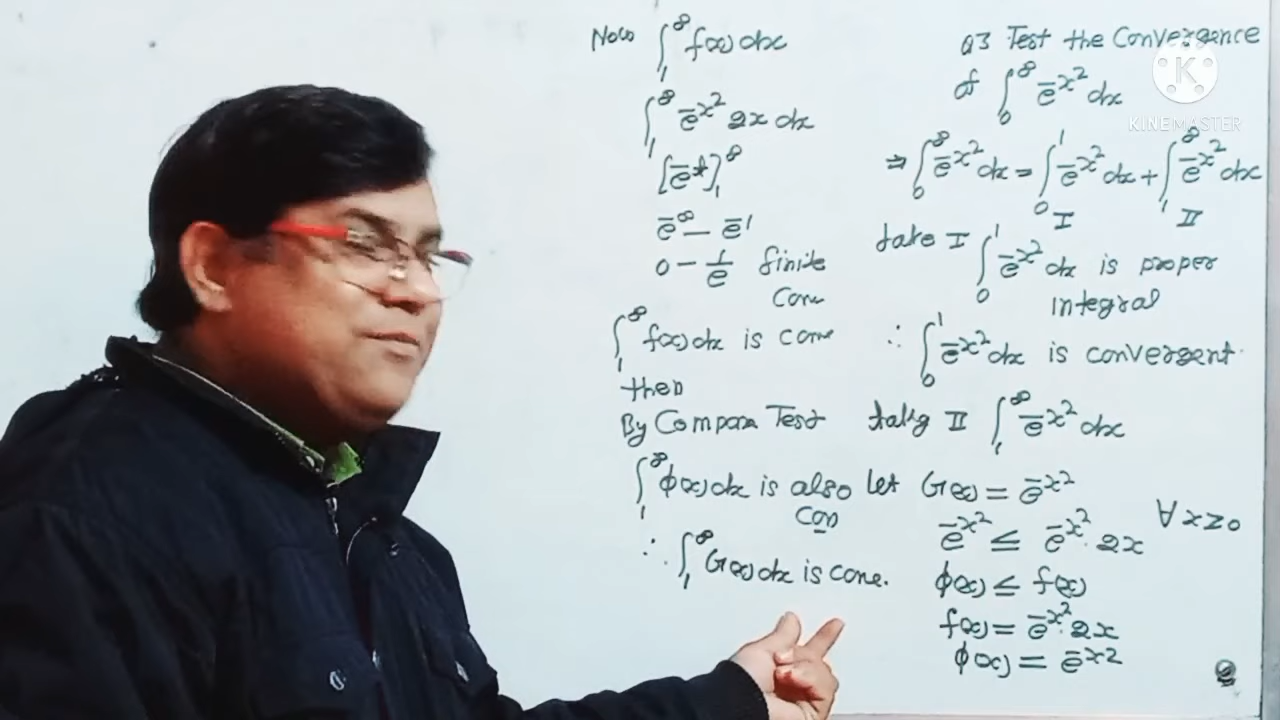 Q3 Test the Convergence
of ∫₀^∞ e^-x² dx
⇒ ∫₀^∞ e^-x² dx = ∫₀¹ e^-x² dx + ∫₁^∞ e^-x² dx
I II
take I ∫₀¹ e^-x² dx is proper
integral
∴ ∫₀¹ e^-x² dx is convergent.
II ∫₁^∞ e^-x² dx
let G(x) = e^-x²
e^-x² ≤ e^-x². 2x ∀ x≥0
ϕ(x) ≤ f(x)
f(x) = e^-x². 2x
ϕ(x) = e^-x²
Now ∫₁^∞ f(x) dx
∫₁^∞ e^-x² 2x dx
[e^-t]₁^∞
e^-∞ − e^-1
0 − 1/e finite
Conv
∫₁^∞ f(x) dx is conv
then
By Compara Test
∫₁^∞ ϕ(x) dx is also
Con
∴ ∫₁^∞ G(x) dx is conv.
K
KINEMASTER